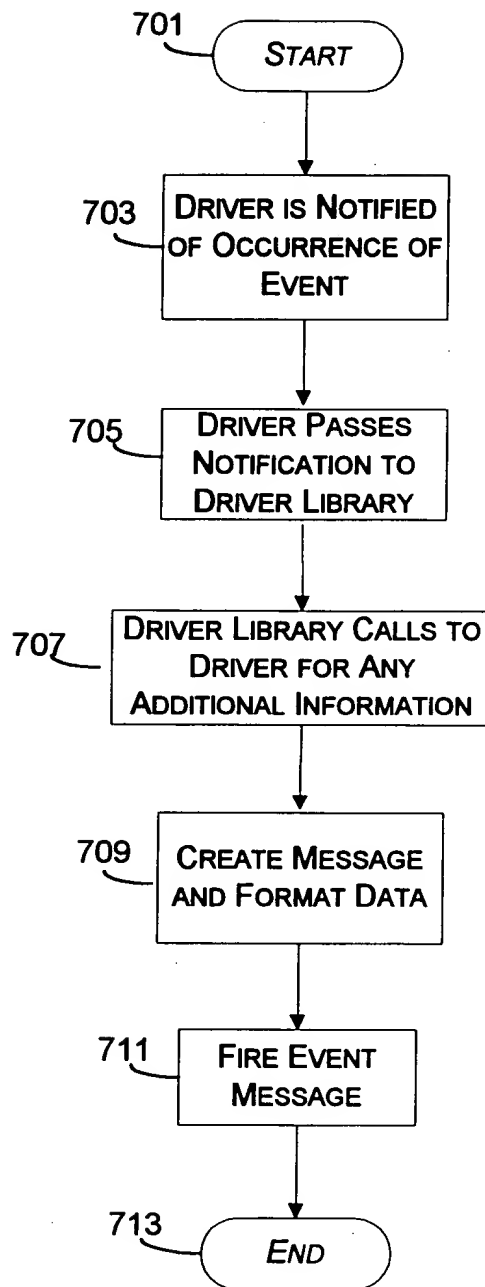 701
START
703
DRIVER IS NOTIFIED
OF OCCURRENCE OF
EVENT
705
DRIVER PASSES
NOTIFICATION TO
DRIVER LIBRARY
707
DRIVER LIBRARY CALLS TO
DRIVER FOR ANY
ADDITIONAL INFORMATION
709
CREATE MESSAGE
AND FORMAT DATA
711
FIRE EVENT
MESSAGE
713
END